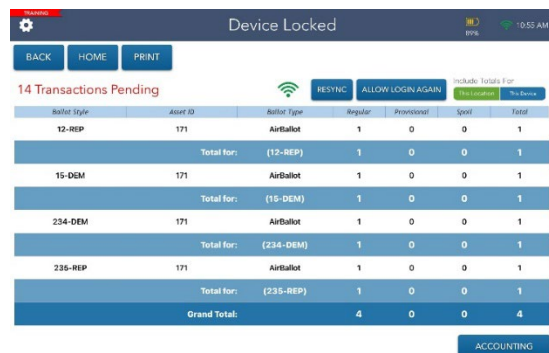 TRAINING
Device Locked
89%
10:55 AM
BACK HOME PRINT
14 Transactions Pending
RESYNC ALLOW LOGIN AGAIN
Include Totals For
This Location This Device
Ballot Style Asset ID Ballot Type Regular Provisional Spoil Total
12-REP 171 AirBallot 1 0 0 1
Total for: (12-REP) 1 0 0 1
15-DEM 171 AirBallot 1 0 0 1
Total for: (15-DEM) 1 0 0 1
234-DEM 171 AirBallot 1 0 0 1
Total for: (234-DEM) 1 0 0 1
235-REP 171 AirBallot 1 0 0 1
Total for: (235-REP) 1 0 0 1
Grand Total: 4 0 0 4
ACCOUNTING